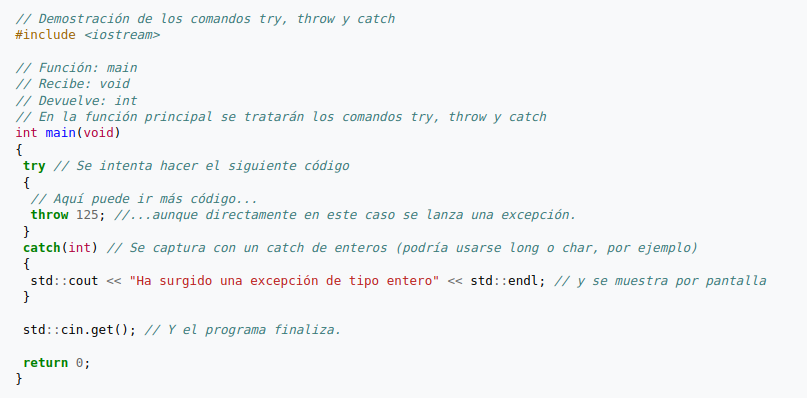 // Demostración de los comandos try, throw y catch
#include <iostream>
// Función: main
// Recibe: void
// Devuelve: int
// En la función principal se tratarán los comandos try, throw y catch
int main(void)
{
try // Se intenta hacer el siguiente código
{
// Aquí puede ir más código...
throw 125; //...aunque directamente en este caso se lanza una excepción.
}
catch(int) // Se captura con un catch de enteros (podría usarse long o char, por ejemplo)
{
std::cout << "Ha surgido una excepción de tipo entero" << std::endl; // y se muestra por pantalla
}
std::cin.get(); // Y el programa finaliza.
return 0;
}